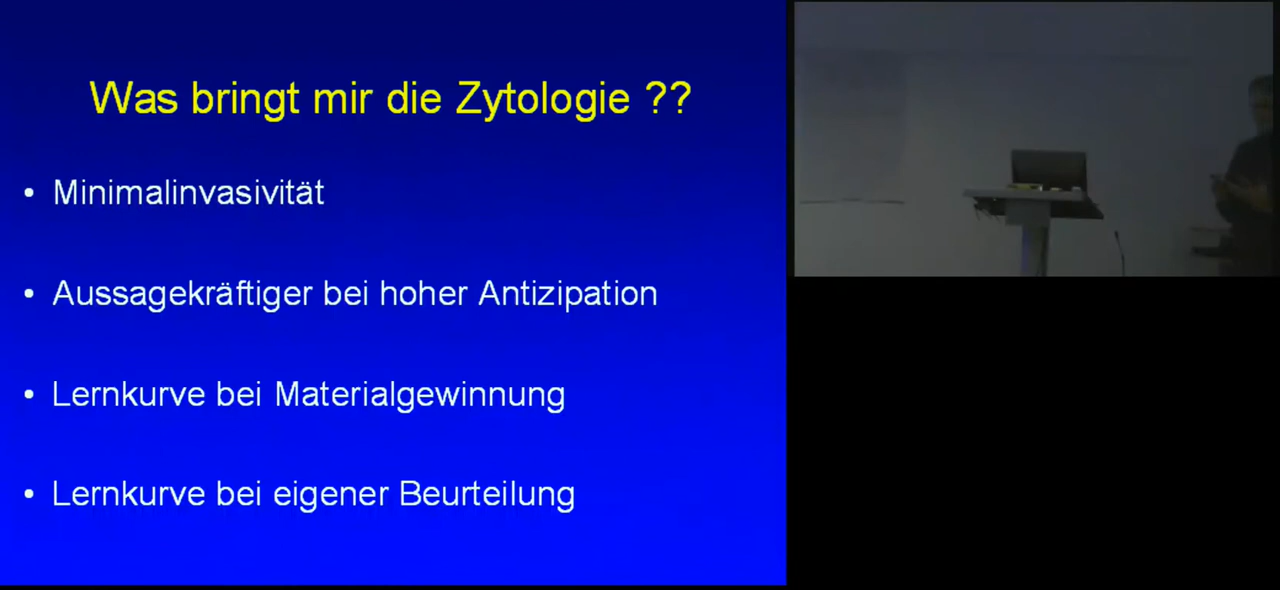 Was bringt mir die Zytologie ??
• Minimalinvasivität
• Aussagekräftiger bei hoher Antizipation
• Lernkurve bei Materialgewinnung
• Lernkurve bei eigener Beurteilung